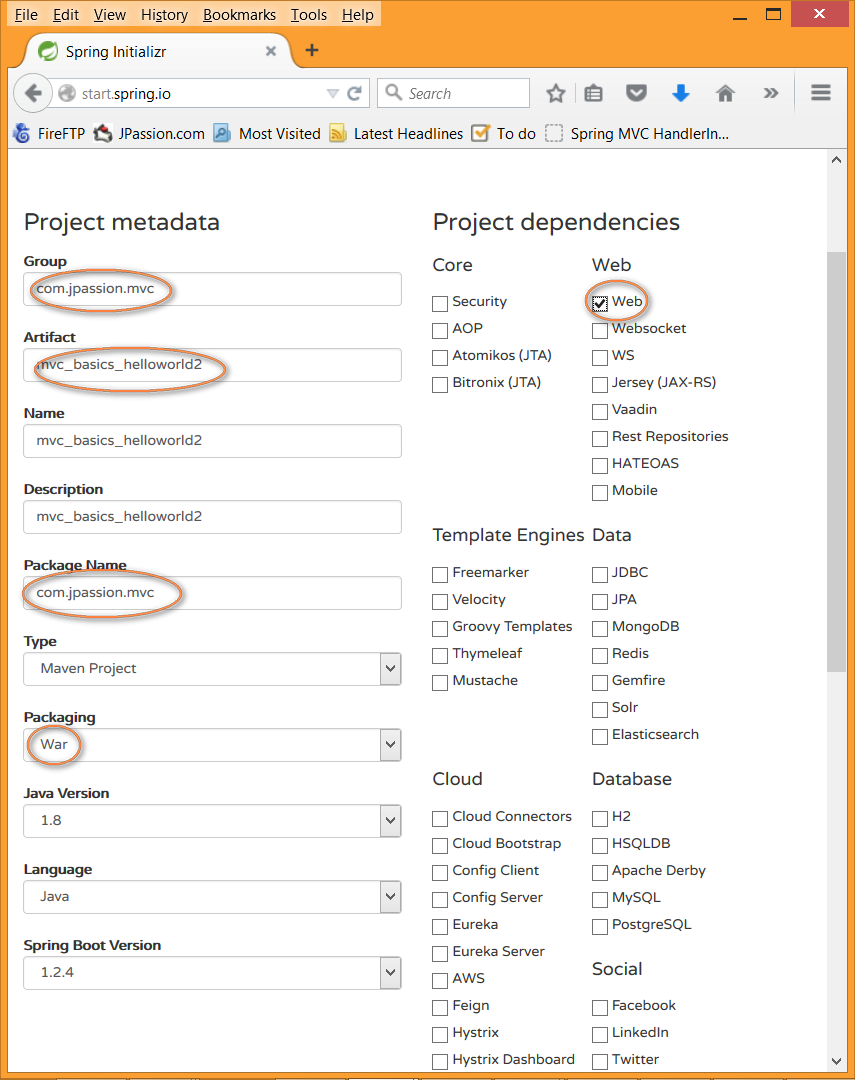 File Edit View History Bookmarks Tools Help
Spring Initializr
start.spring.io
Search
FireFTP JPassion.com Most Visited Latest Headlines To do Spring MVC HandlerIn...
Project metadata
Group
com.jpassion.mvc
Artifact
mvc_basics_helloworld2
Name
mvc_basics_helloworld2
Description
mvc_basics_helloworld2
Package Name
com.jpassion.mvc
Type
Maven Project
Packaging
War
Java Version
1.8
Language
Java
Spring Boot Version
1.2.4
Project dependencies
Core
Security
AOP
Atomikos (JTA)
Bitronix (JTA)
Web
Web
Websocket
WS
Jersey (JAX-RS)
Vaadin
Rest Repositories
HATEOAS
Mobile
Template Engines
Freemarker
Velocity
Groovy Templates
Thymeleaf
Mustache
Data
JDBC
JPA
MongoDB
Redis
Gemfire
Solr
Elasticsearch
Cloud
Cloud Connectors
Cloud Bootstrap
Config Client
Config Server
Eureka
Eureka Server
AWS
Feign
Hystrix
Hystrix Dashboard
Database
H2
HSQLDB
Apache Derby
MySQL
PostgreSQL
Social
Facebook
LinkedIn
Twitter